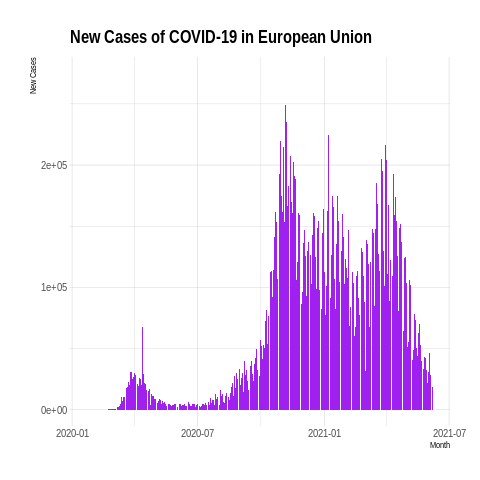 New Cases of COVID-19 in European Union
New Cases
2e+05
1e+05
0e+00
2020-01 2020-07 2021-01 2021-07
Month